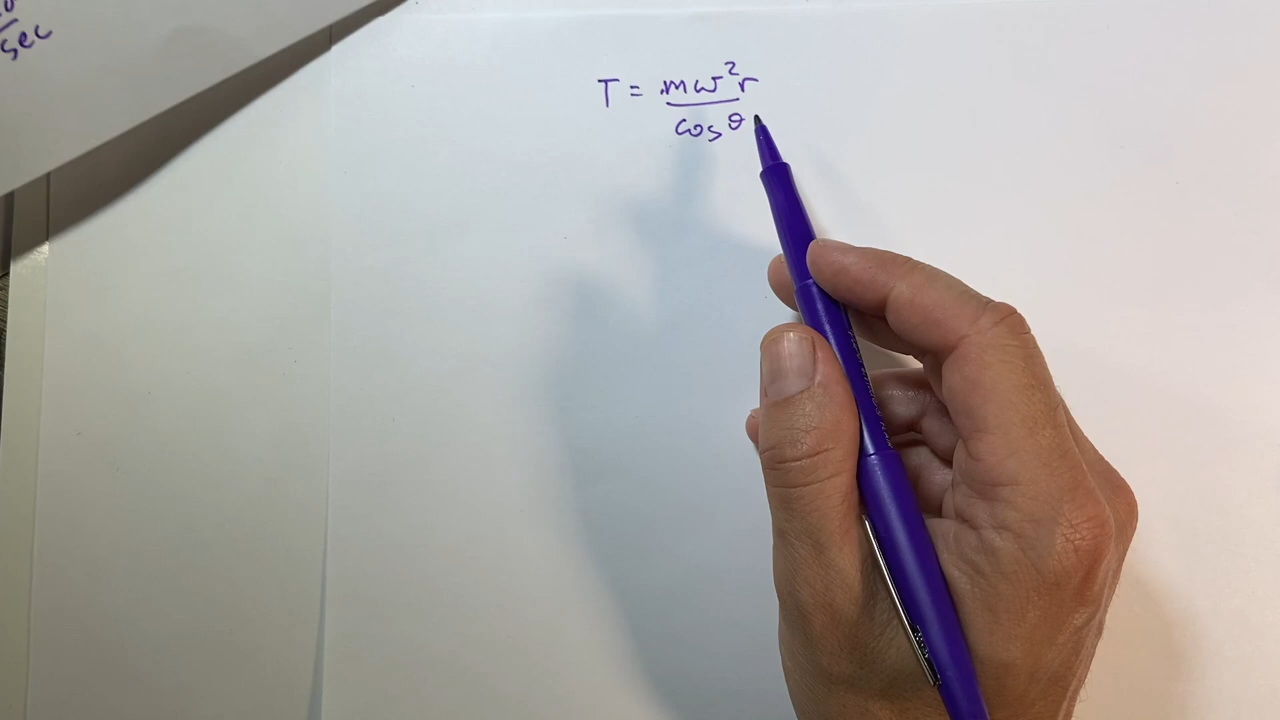 sec
T = mω²r
cosθ